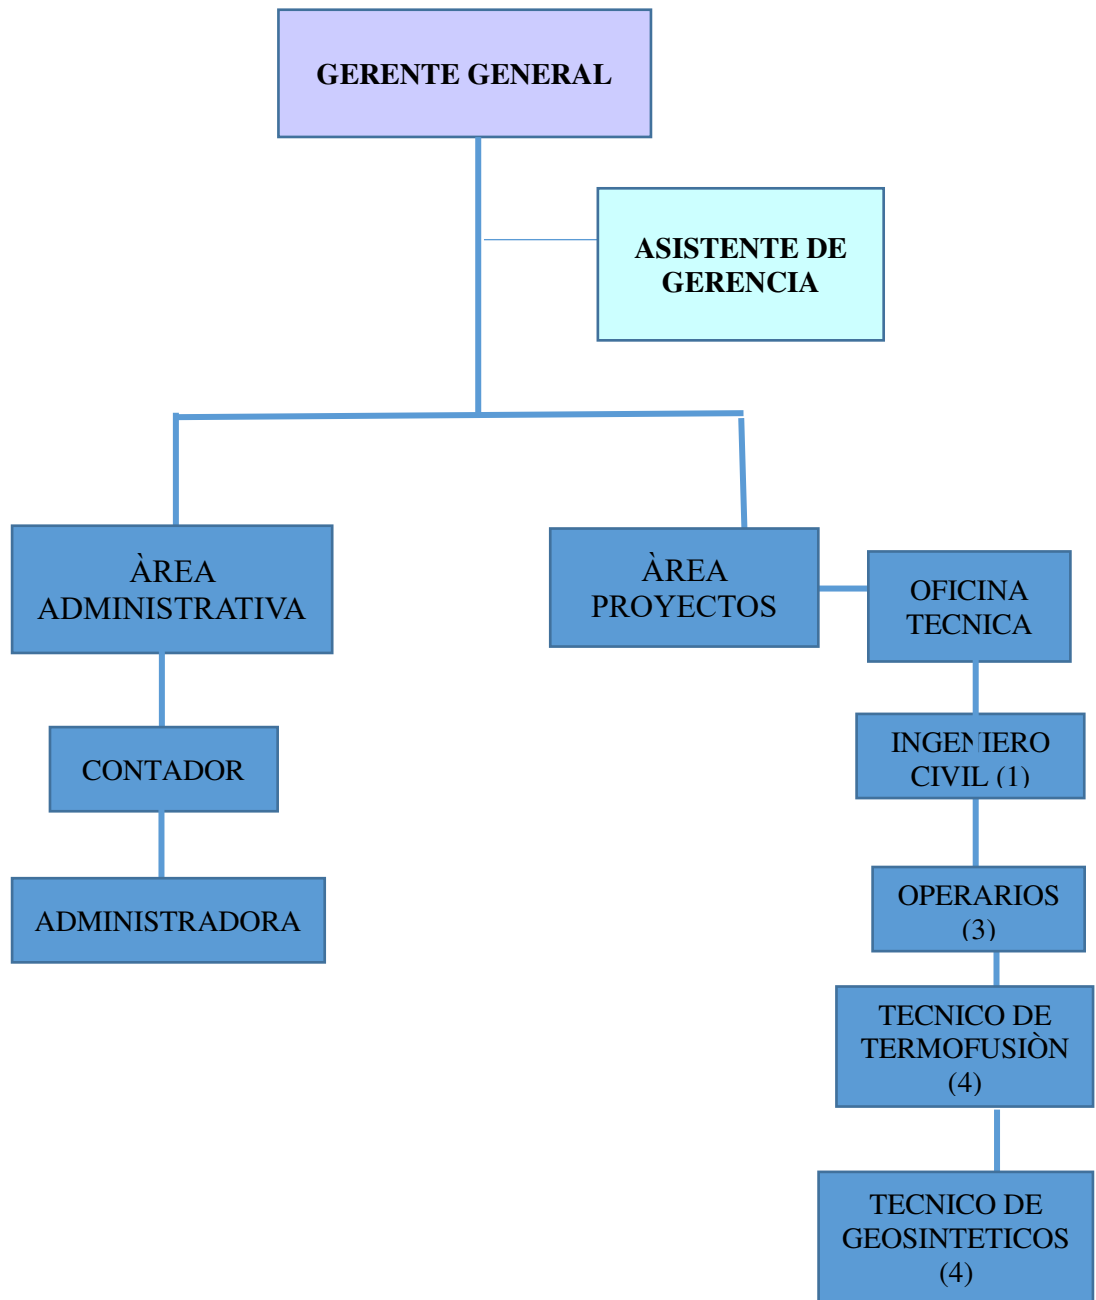 GERENTE GENERAL
ASISTENTE DE
GERENCIA
ÀREA
ADMINISTRATIVA
CONTADOR
ADMINISTRADORA
ÀREA
PROYECTOS
OFICINA
TECNICA
INGENIERO
CIVIL (1)
OPERARIOS
(3)
TECNICO DE
TERMOFUSIÒN
(4)
TECNICO DE
GEOSINTETICOS
(4)